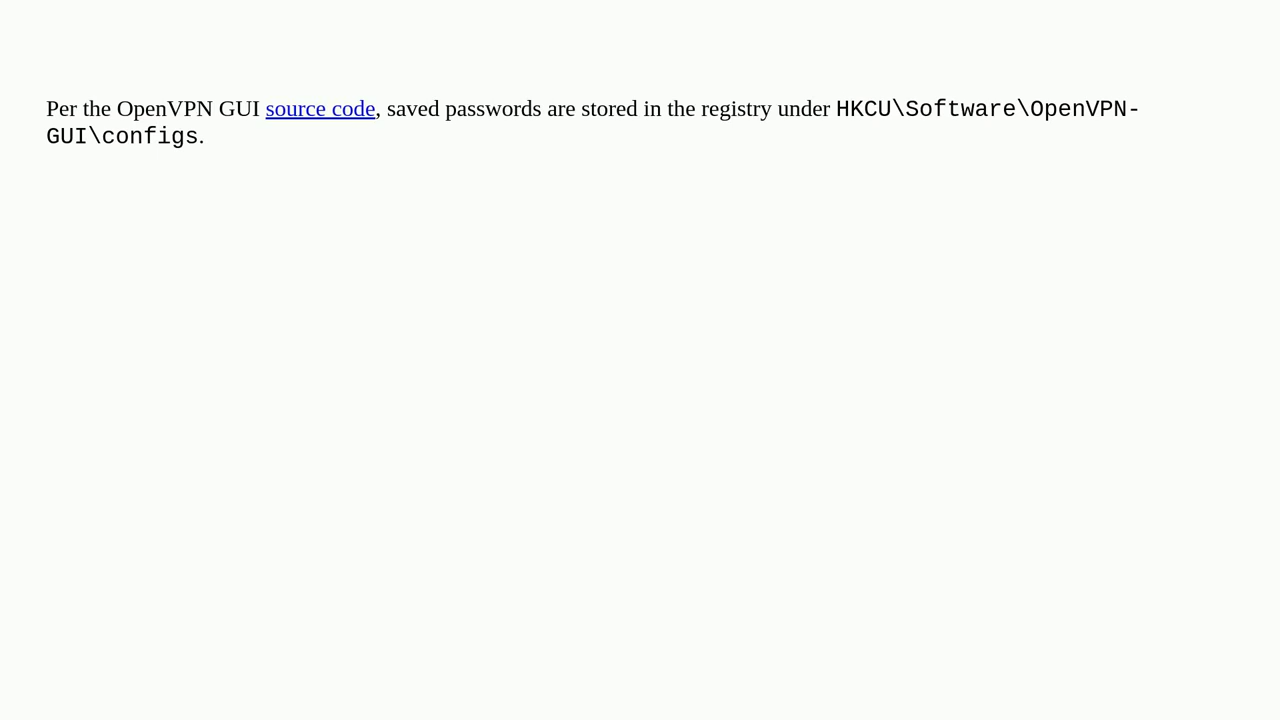 Per the OpenVPN GUI source code, saved passwords are stored in the registry under HKCU\Software\OpenVPN-
GUI\configs.